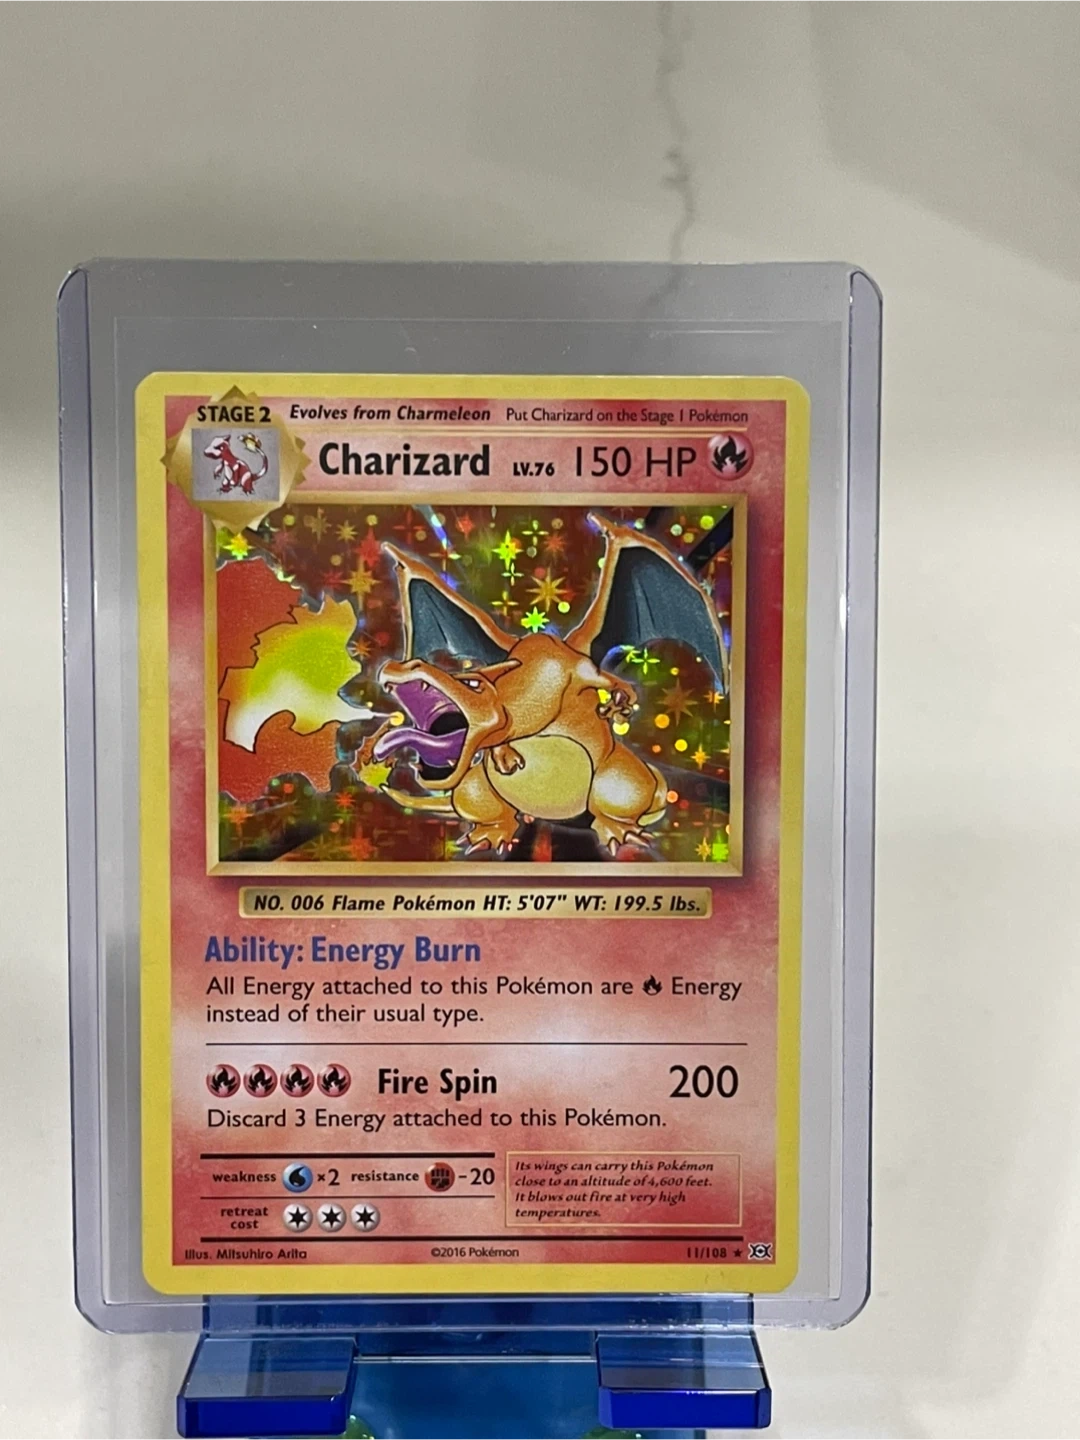 STAGE 2 Evolves from Charmeleon Put Charizard on the Stage 1 Pokémon
Charizard LV.76 150 HP
NO. 006 Flame Pokémon HT: 5'07" WT: 199.5 lbs.
Ability: Energy Burn
All Energy attached to this Pokémon are Energy
instead of their usual type.
Fire Spin 200
Discard 3 Energy attached to this Pokémon.
weakness ×2 resistance -20
retreat
cost
Its wings can carry this Pokémon
close to an altitude of 4,600 feet.
It blows out fire at very high
temperatures.
Illus. Mitsuhiro Arita ©2016 Pokémon 11/108 ★